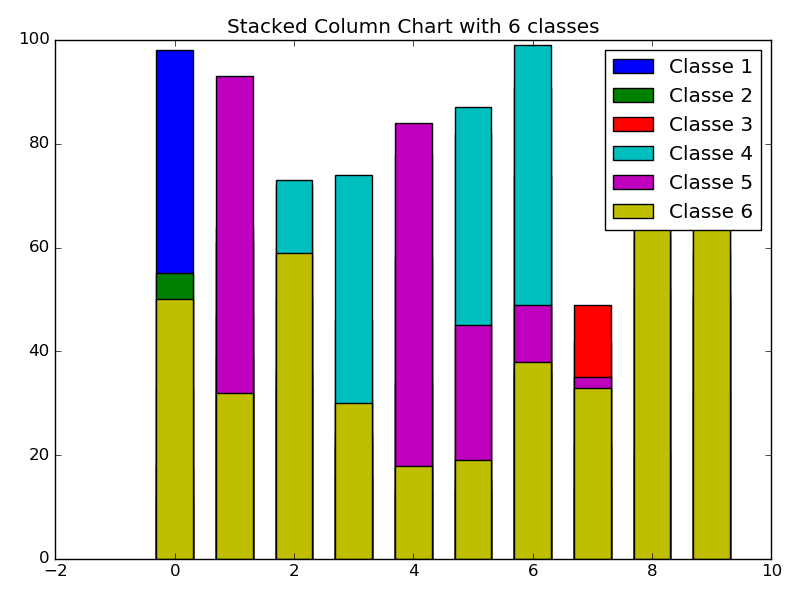 Stacked Column Chart with 6 classes
100
80
60
40
20
0
−2
0
2
4
6
8
10
Classe 1
Classe 2
Classe 3
Classe 4
Classe 5
Classe 6